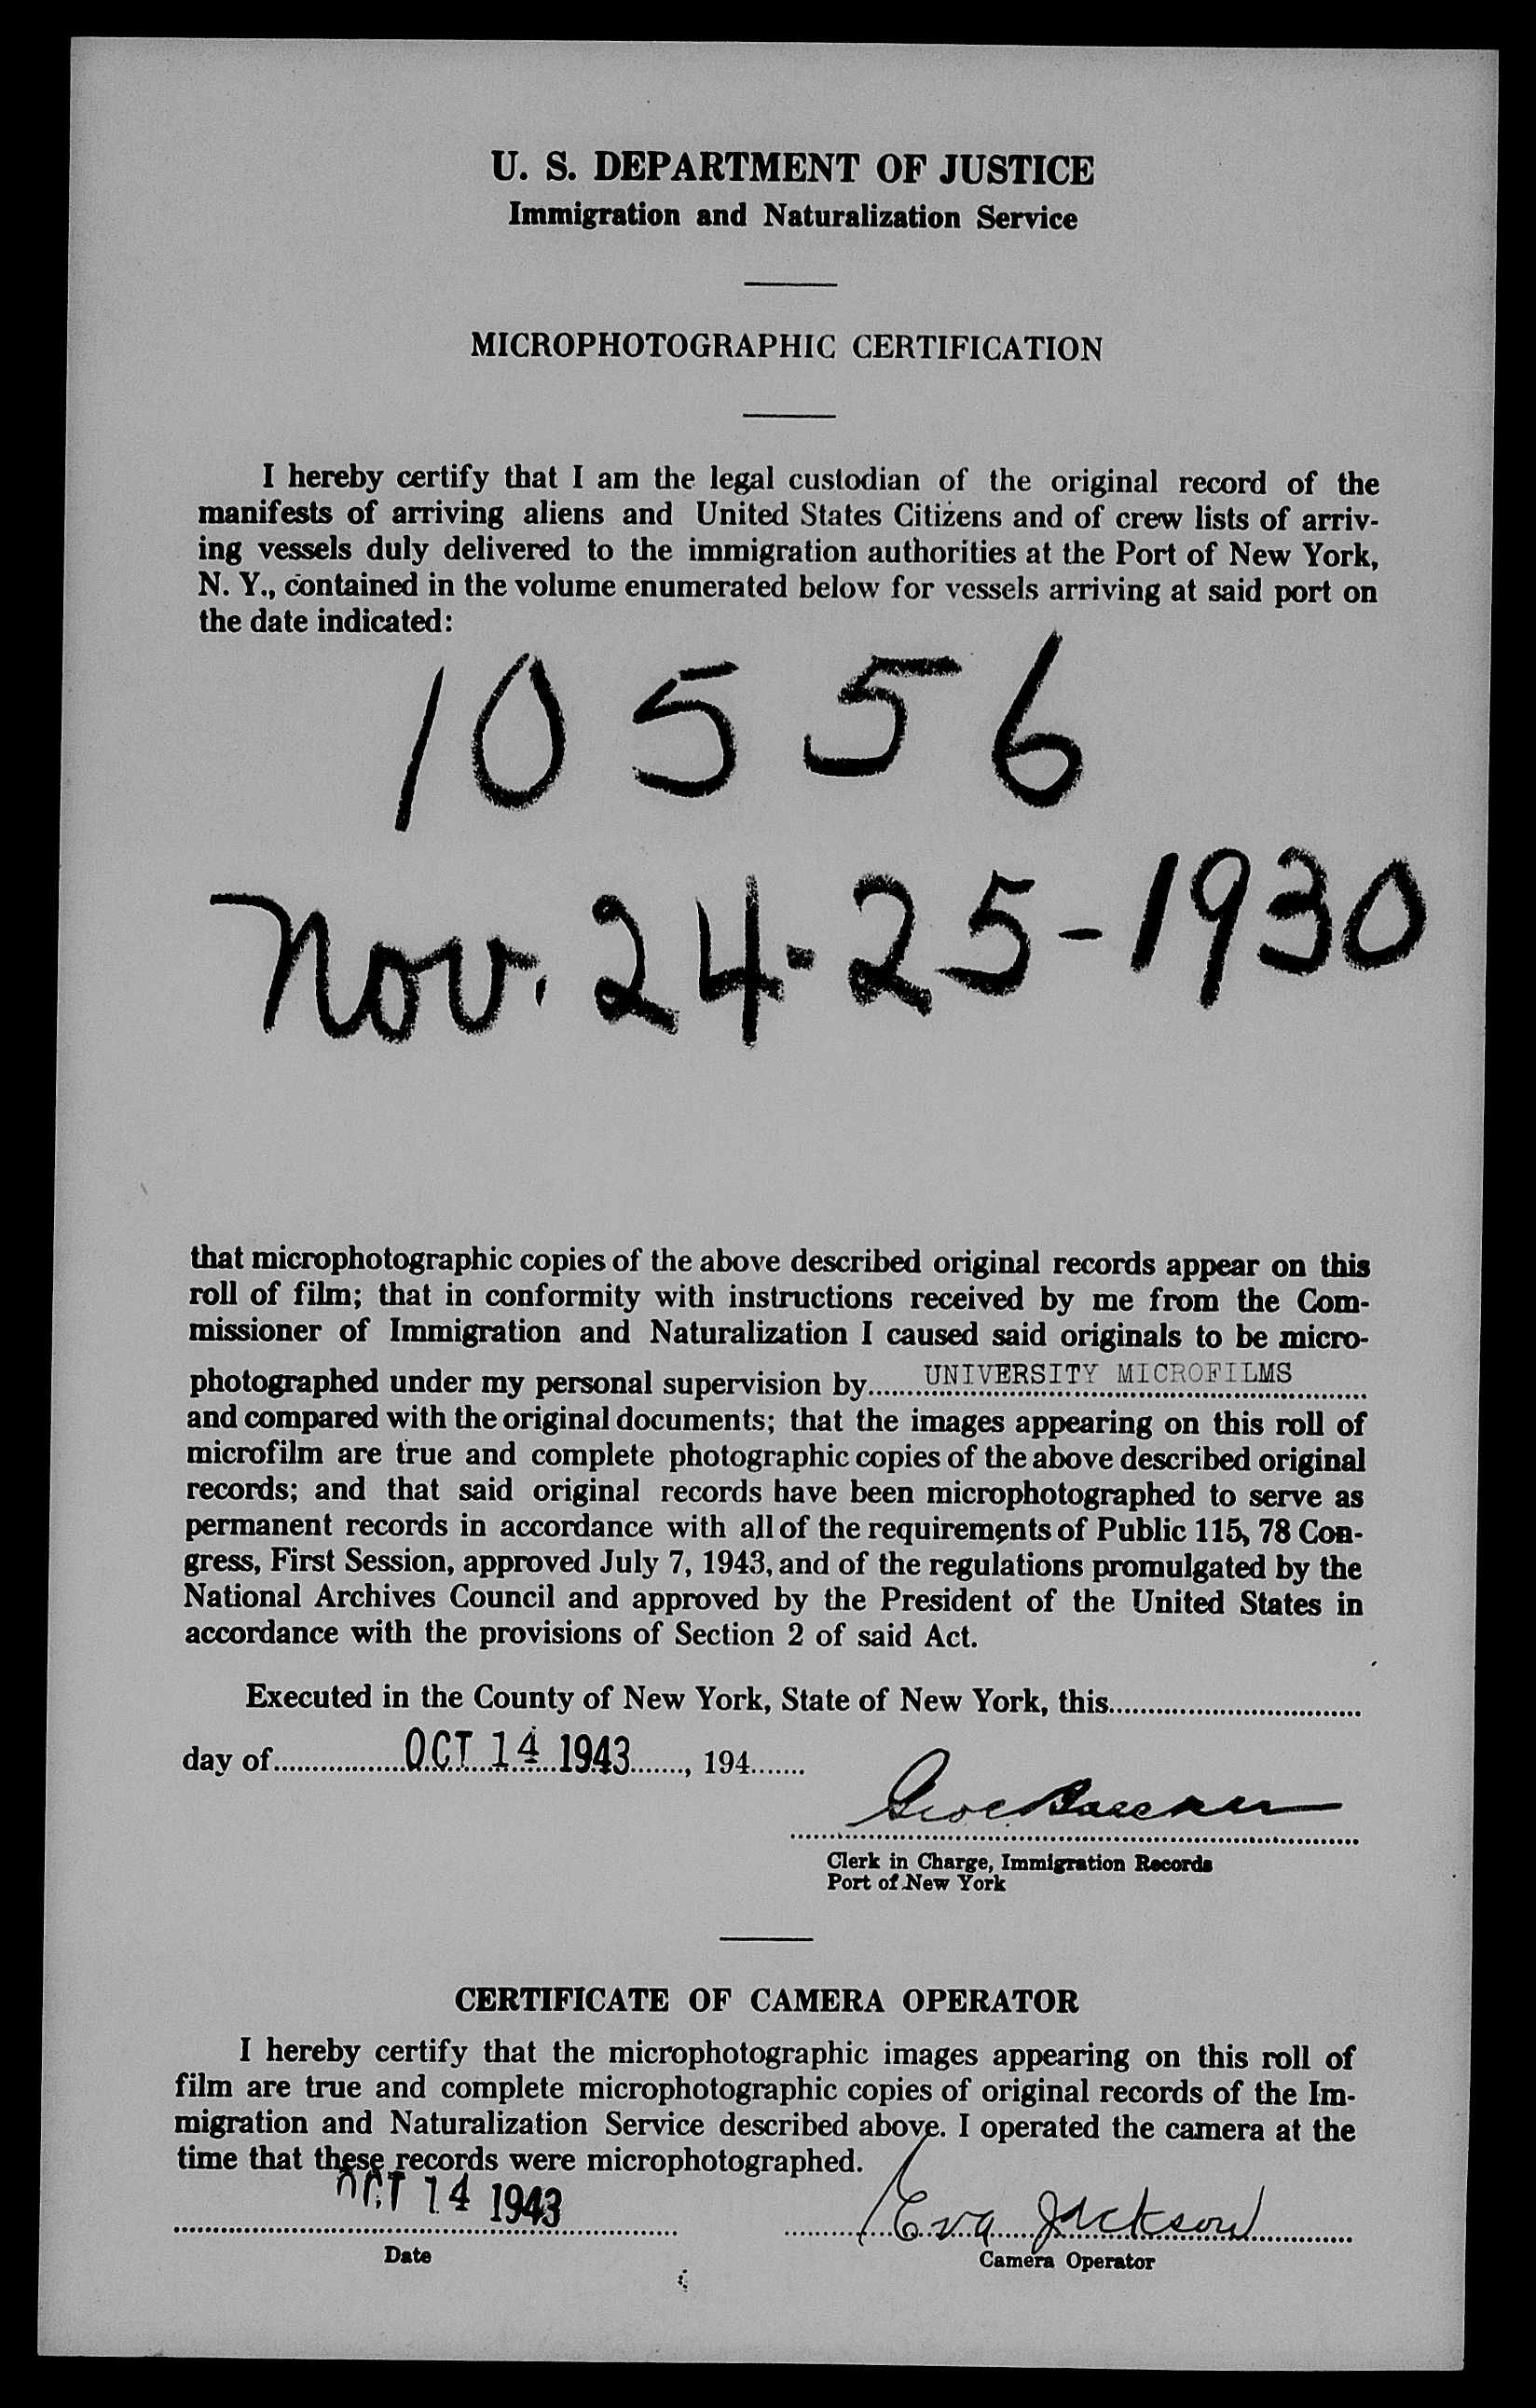 U. S. DEPARTMENT OF JUSTICE
Immigration and Naturalization Service
MICROPHOTOGRAPHIC CERTIFICATION
I hereby certify that I am the legal custodian of the original record of the
manifests of arriving aliens and United States Citizens and of crew lists of arriv-
ing vessels duly delivered to the immigration authorities at the Port of New York,
N. Y., contained in the volume enumerated below for vessels arriving at said port on
the date indicated:
10556
Nov. 24-25-1930
that microphotographic copies of the above described original records appear on this
roll of film; that in conformity with instructions received by me from the Com-
missioner of Immigration and Naturalization I caused said originals to be micro-
photographed under my personal supervision by UNIVERSITY MICROFILMS
and compared with the original documents; that the images appearing on this roll of
microfilm are true and complete photographic copies of the above described original
records; and that said original records have been microphotographed to serve as
permanent records in accordance with all of the requirements of Public 115, 78 Con-
gress, First Session, approved July 7, 1943, and of the regulations promulgated by the
National Archives Council and approved by the President of the United States in
accordance with the provisions of Section 2 of said Act.
Executed in the County of New York, State of New York, this
day of OCT 14 1943, 194
Clerk in Charge, Immigration Records
Port of New York
CERTIFICATE OF CAMERA OPERATOR
I hereby certify that the microphotographic images appearing on this roll of
film are true and complete microphotographic copies of original records of the Im-
migration and Naturalization Service described above. I operated the camera at the
time that these records were microphotographed.
OCT 14 1943
Eva Jackson
Date
Camera Operator